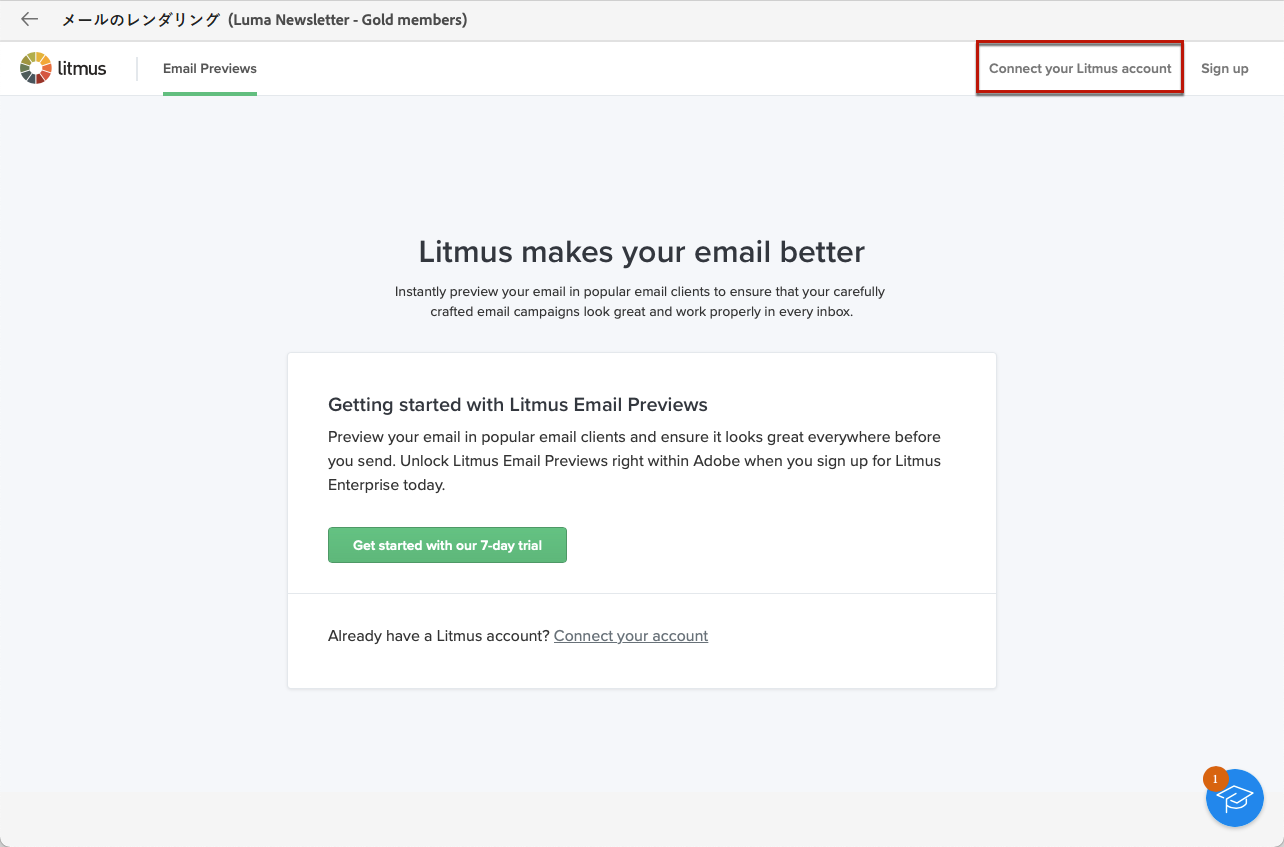 メールのレンダリング (Luma Newsletter - Gold members)
litmus
Email Previews
Connect your Litmus account
Sign up
Litmus makes your email better
Instantly preview your email in popular email clients to ensure that your carefully
crafted email campaigns look great and work properly in every inbox.
Getting started with Litmus Email Previews
Preview your email in popular email clients and ensure it looks great everywhere before
you send. Unlock Litmus Email Previews right within Adobe when you sign up for Litmus
Enterprise today.
Get started with our 7-day trial
Already have a Litmus account? Connect your account
1